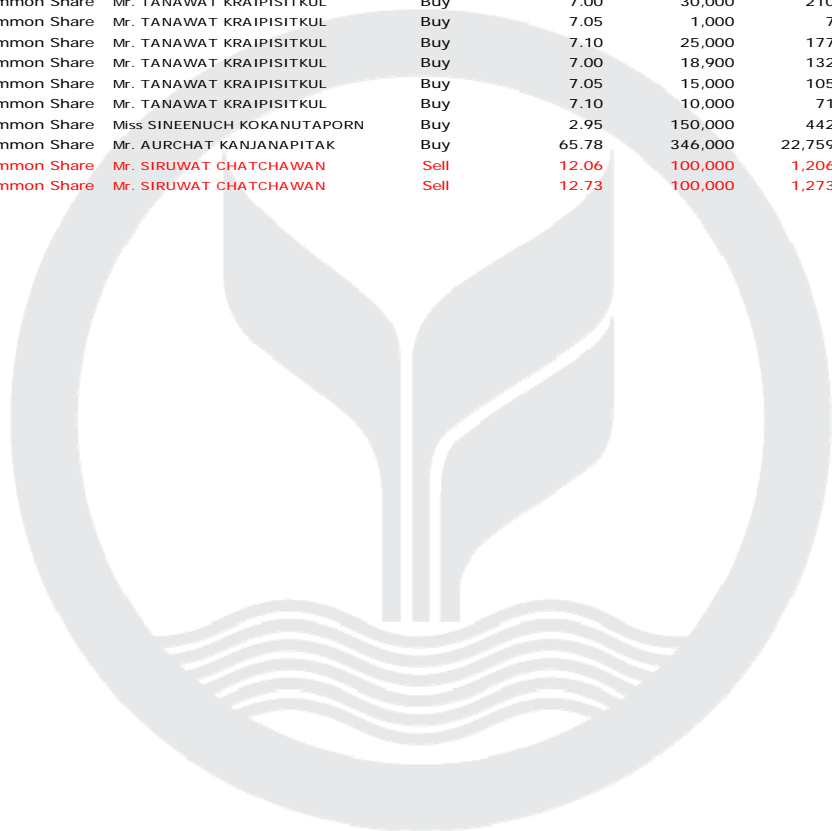 mmon Share Mr. TANAWAT KRAIPISITKUL Buy 7.00 30,000 210
mmon Share Mr. TANAWAT KRAIPISITKUL Buy 7.05 1,000 7
mmon Share Mr. TANAWAT KRAIPISITKUL Buy 7.10 25,000 177
mmon Share Mr. TANAWAT KRAIPISITKUL Buy 7.00 18,900 132
mmon Share Mr. TANAWAT KRAIPISITKUL Buy 7.05 15,000 105
mmon Share Mr. TANAWAT KRAIPISITKUL Buy 7.10 10,000 71
mmon Share Miss SINEENUCH KOKANUTAPORN Buy 2.95 150,000 442
mmon Share Mr. AURCHAT KANJANAPITAK Buy 65.78 346,000 22,759
mmon Share Mr. SIRUWAT CHATCHAWAN Sell 12.06 100,000 1,206
mmon Share Mr. SIRUWAT CHATCHAWAN Sell 12.73 100,000 1,273